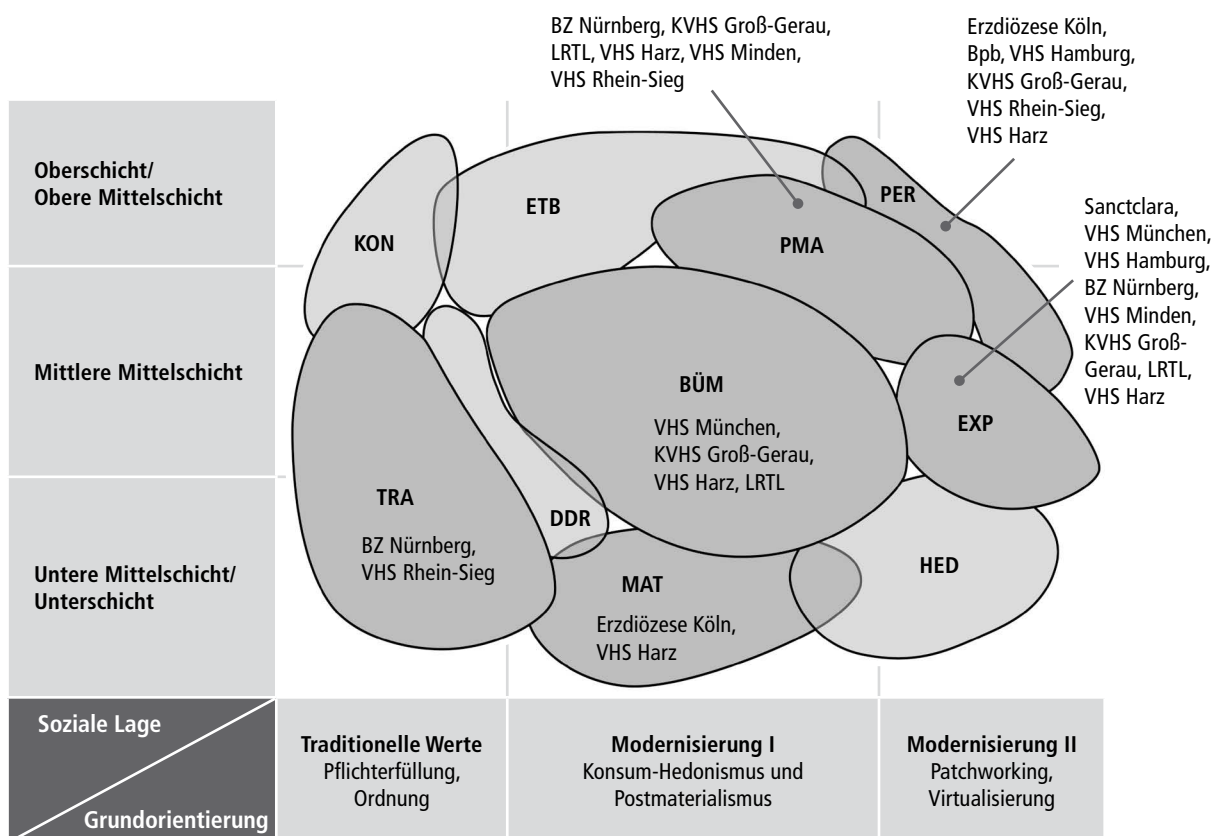 BZ Nürnberg, KVHS Groß-Gerau,
LRTL, VHS Harz, VHS Minden,
VHS Rhein-Sieg
Erzdiözese Köln,
Bpb, VHS Hamburg,
KVHS Groß-Gerau,
VHS Rhein-Sieg,
VHS Harz
Sanctclara,
VHS München,
VHS Hamburg,
BZ Nürnberg,
VHS Minden,
KVHS Groß-
Gerau, LRTL,
VHS Harz
Oberschicht/
Obere Mittelschicht
KON
ETB
PMA
PER
Mittlere Mittelschicht
BÜM
VHS München,
KVHS Groß-Gerau,
VHS Harz, LRTL
EXP
Untere Mittelschicht/
Unterschicht
TRA
BZ Nürnberg,
VHS Rhein-Sieg
DDR
MAT
Erzdiözese Köln,
VHS Harz
HED
Soziale Lage
Grundorientierung
Traditionelle Werte
Pflichterfüllung,
Ordnung
Modernisierung I
Konsum-Hedonismus und
Postmaterialismus
Modernisierung II
Patchworking,
Virtualisierung